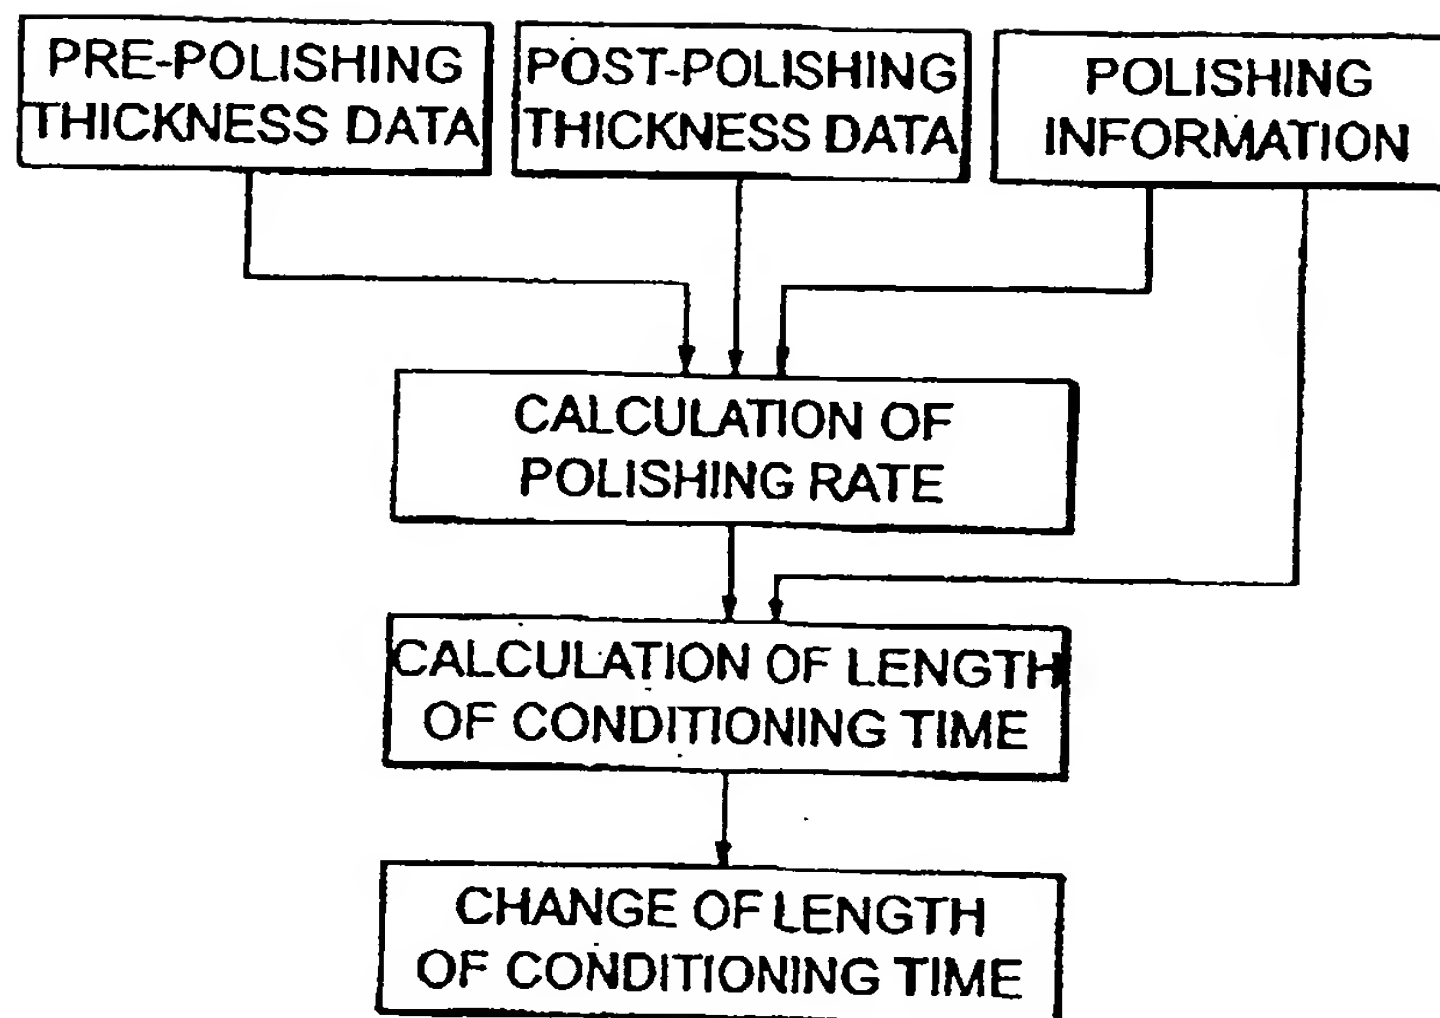 PRE-POLISHING
THICKNESS DATA
POST-POLISHING
THICKNESS DATA
POLISHING
INFORMATION
CALCULATION OF
POLISHING RATE
CALCULATION OF LENGTH
OF CONDITIONING TIME
CHANGE OF LENGTH
OF CONDITIONING TIME